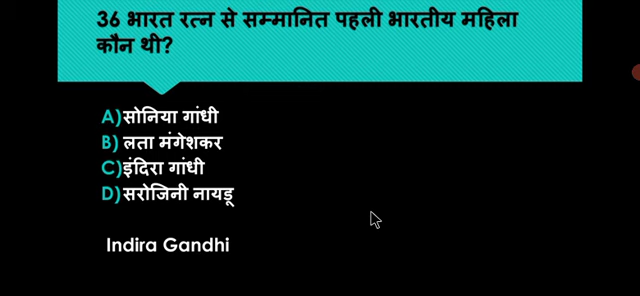 36 भारत रत्न से सम्मानित पहली भारतीय महिला
कौन थी?
A)सोनिया गांधी
B) लता मंगेशकर
C)इंदिरा गांधी
D) सरोजिनी नायडू
Indira Gandhi